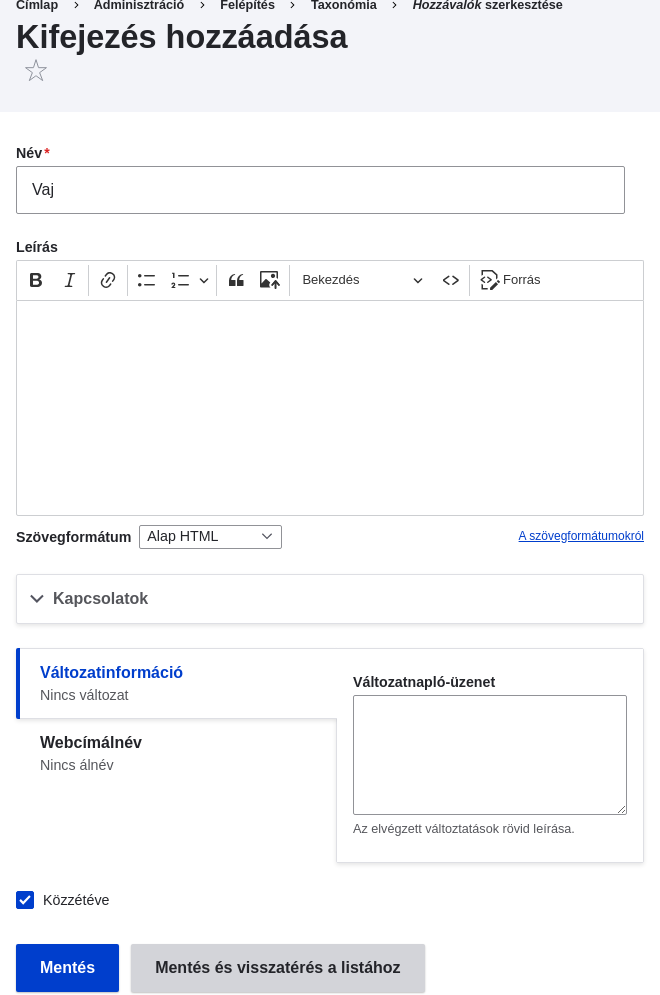 Címlap › Adminisztráció › Felépítés › Taxonómia › Hozzávalók szerkesztése
Kifejezés hozzáadása
Név*
Vaj
Leírás
B I Bekezdés Forrás
Szövegformátum Alap HTML A szövegformátumokról
Kapcsolatok
Változatinformáció
Nincs változat
Webcímálnév
Nincs álnév
Változatnapló-üzenet
Az elvégzett változtatások rövid leírása.
Közzétéve
Mentés Mentés és visszatérés a listához